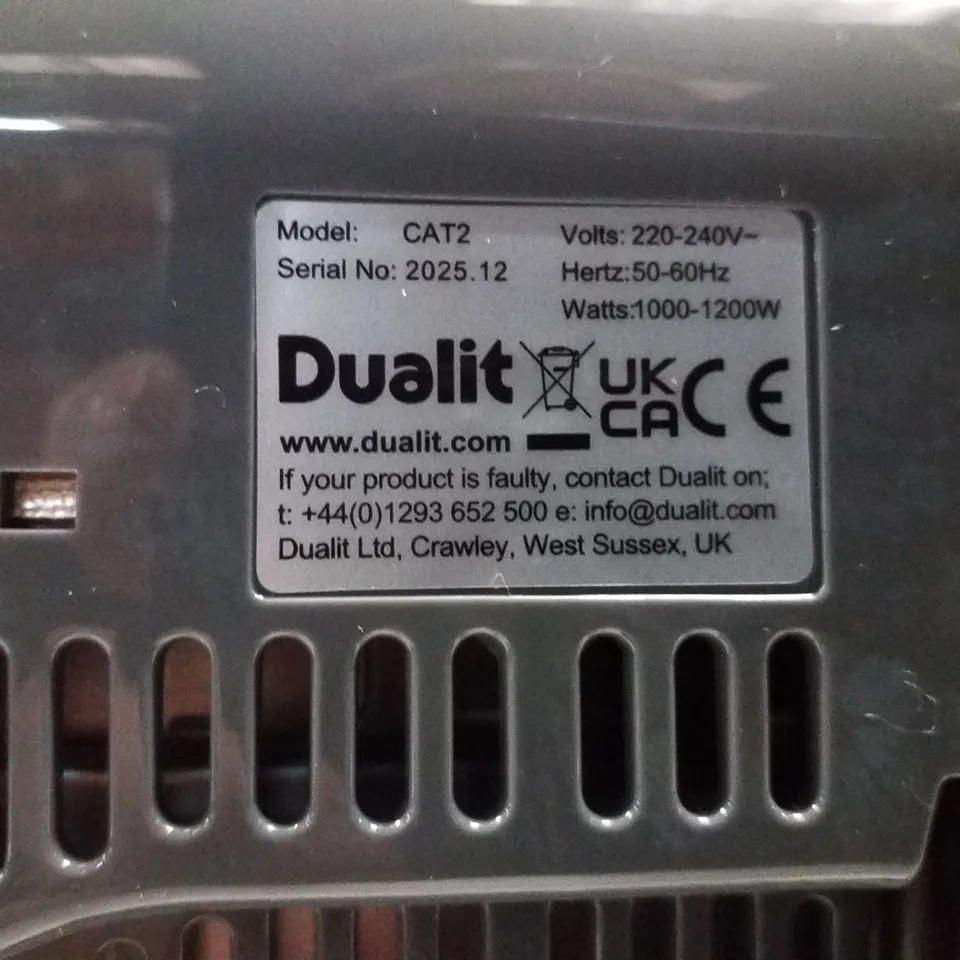 Model: CAT2 Volts: 220-240V~
Serial No: 2025.12 Hertz:50-60Hz
Watts:1000-1200W
Dualit UK CA CE
www.dualit.com
If your product is faulty, contact Dualit on;
t: +44(0)1293 652 500 e: info@dualit.com
Dualit Ltd, Crawley, West Sussex, UK